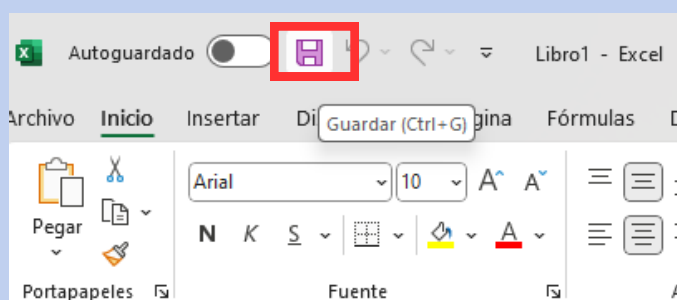 Autoguardado
Libro1 - Excel
Archivo Inicio Insertar Di gina Fórmulas D
Guardar (Ctrl+G)
Arial 10 A A
Pegar
N K S A
Portapapeles Fuente A